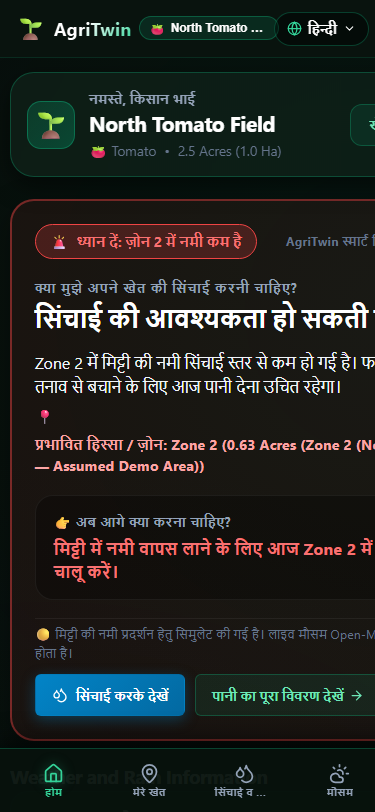 AgriTwin
North Tomato ...
हिन्दी
नमस्ते, किसान भाई
North Tomato Field
Tomato • 2.5 Acres (1.0 Ha)
ध्यान दें: ज़ोन 2 में नमी कम है
AgriTwin स्मार्ट
क्या मुझे अपने खेत की सिंचाई करनी चाहिए?
सिंचाई की आवश्यकता हो सकती
Zone 2 में मिट्टी की नमी सिंचाई स्तर से कम हो गई है।
तनाव से बचाने के लिए आज पानी देना उचित रहेगा।
प्रभावित हिस्सा / ज़ोन: Zone 2 (0.63 Acres (Zone 2
— Assumed Demo Area))
अब आगे क्या करना चाहिए?
मिट्टी में नमी वापस लाने के लिए आज Zone 2 में
चालू करें।
मिट्टी की नमी प्रदर्शन हेतु सिमुलेट की गई है। लाइव मौसम
होता है।
सिंचाई करके देखें
पानी का पूरा विवरण देखें →
Weather and Rain Information
होम
मेरे खेत
सिंचाई व ...
मौसम